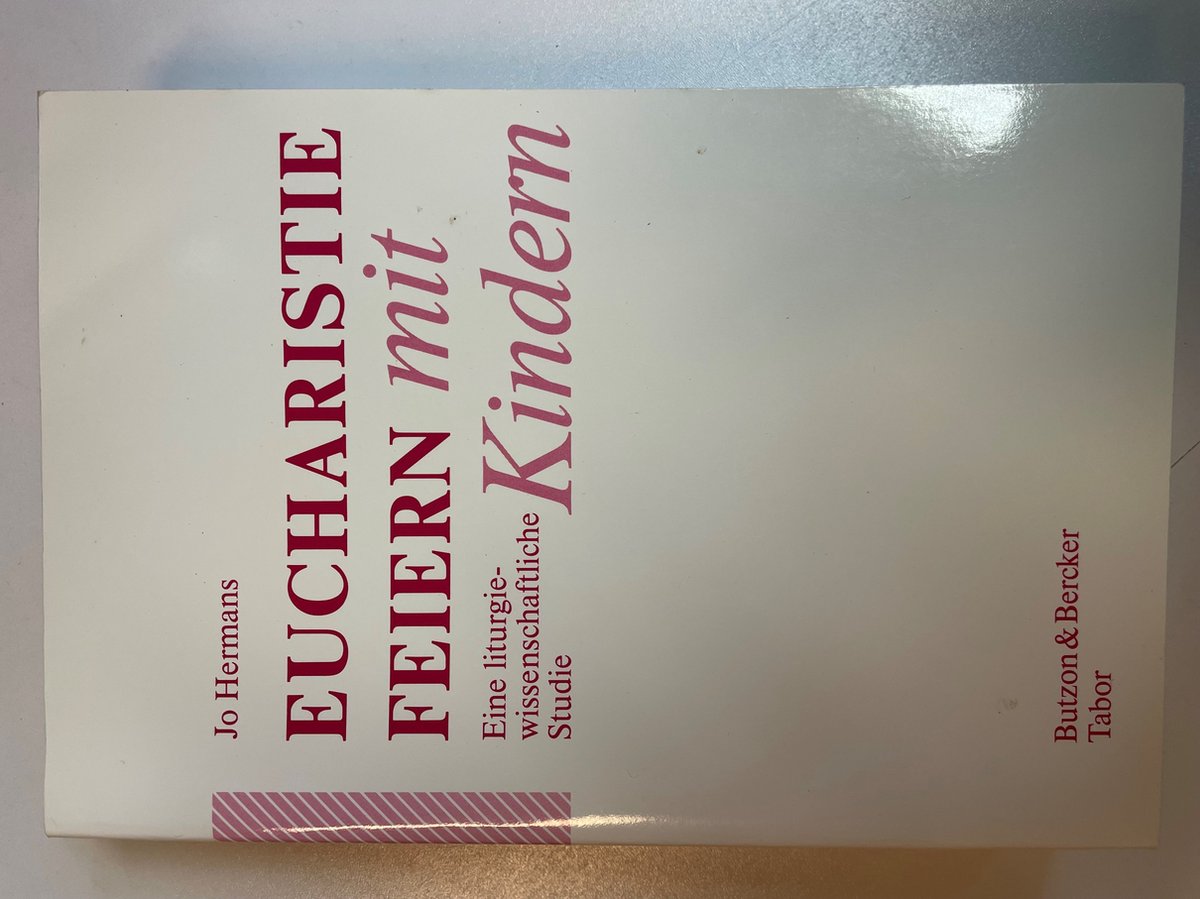 Jo Hermans
EUCHARISTIE
FEIERN mit
Kindern
Eine liturgie-
wissenschaftliche
Studie
Butzon & Bercker
Tabor